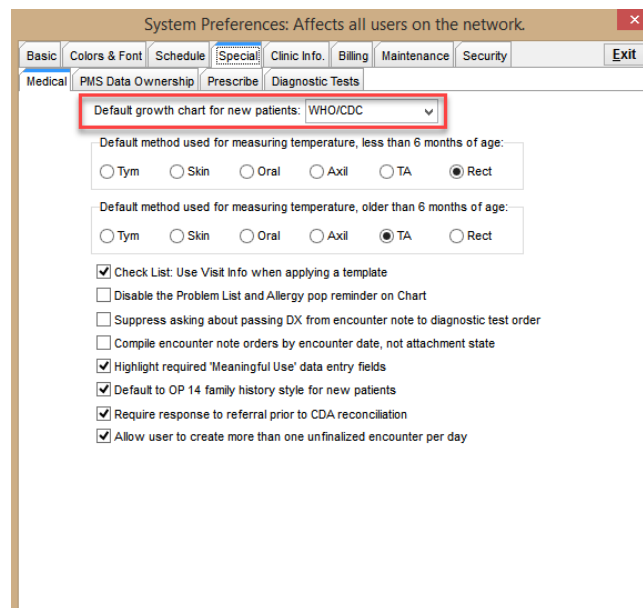 System Preferences: Affects all users on the network.
Basic Colors & Font Schedule Special Clinic Info. Billing Maintenance Security Exit
Medical PMS Data Ownership Prescribe Diagnostic Tests
Default growth chart for new patients: WHO/CDC
Default method used for measuring temperature, less than 6 months of age:
Tym Skin Oral Axil TA Rect
Default method used for measuring temperature, older than 6 months of age:
Tym Skin Oral Axil TA Rect
Check List: Use Visit Info when applying a template
Disable the Problem List and Allergy pop reminder on Chart
Suppress asking about passing DX from encounter note to diagnostic test order
Compile encounter note orders by encounter date, not attachment state
Highlight required 'Meaningful Use' data entry fields
Default to OP 14 family history style for new patients
Require response to referral prior to CDA reconciliation
Allow user to create more than one unfinalized encounter per day